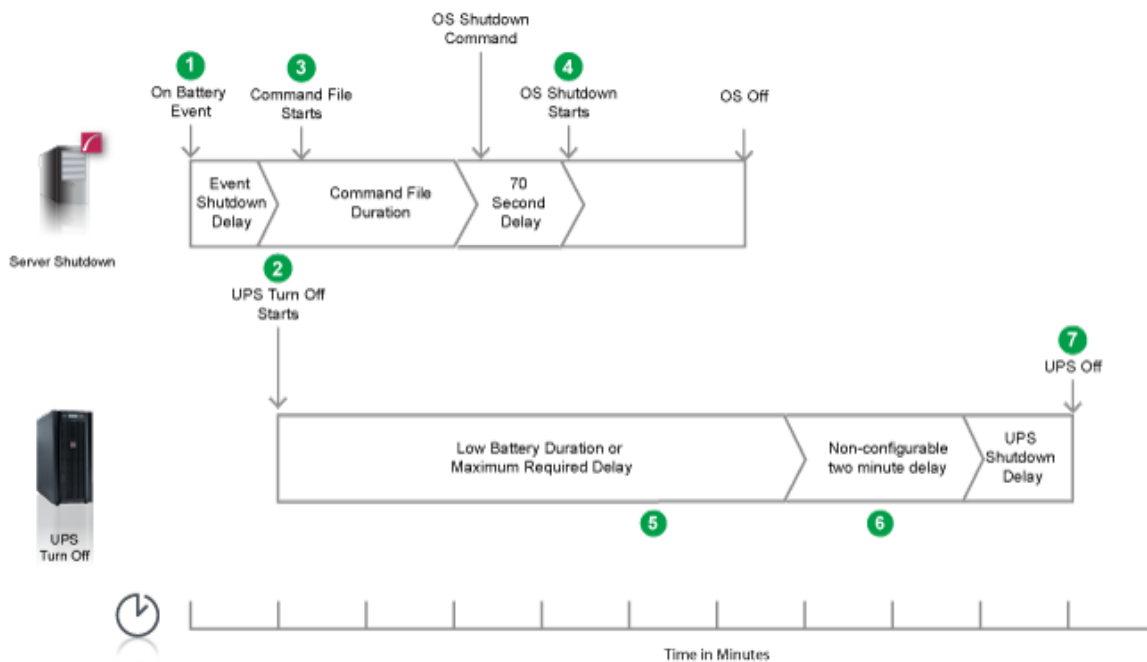 OS Shutdown
Command
1
On Battery
Event
3
Command File
Starts
4
OS Shutdown
Starts
OS Off
Event
Shutdown
Delay
Command File
Duration
70
Second
Delay
Server Shutdown
2
UPS Turn Off
Starts
7
UPS Off
Low Battery Duration or
Maximum Required Delay
Non-configurable
two minute delay
UPS
Shutdown
Delay
5
6
UPS
Turn Off
Time in Minutes